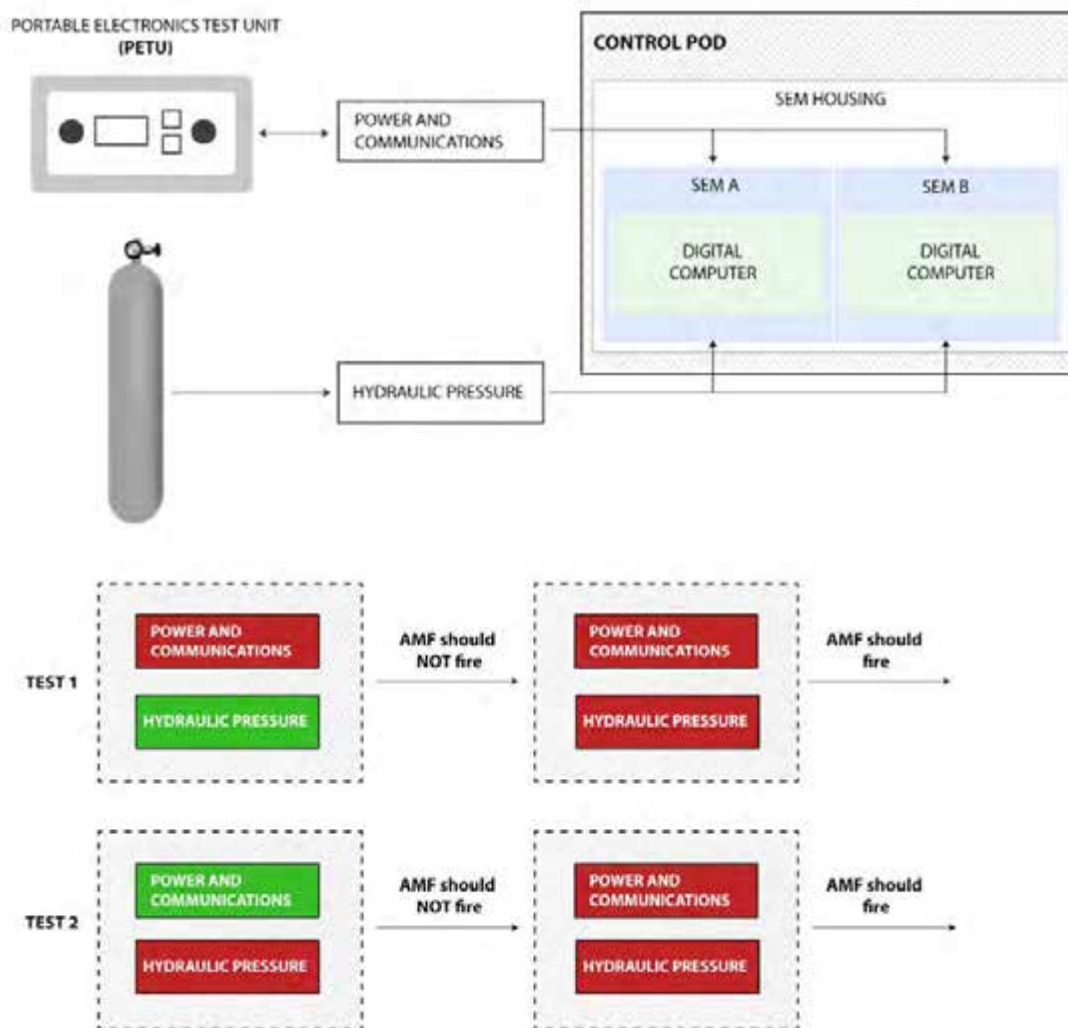 PORTABLE ELECTRONICS TEST UNIT
(PETU)
POWER AND
COMMUNICATIONS
CONTROL POD
SEM HOUSING
SEM A
SEM B
DIGITAL
COMPUTER
DIGITAL
COMPUTER
HYDRAULIC PRESSURE
TEST 1
POWER AND
COMMUNICATIONS
HYDRAULIC PRESSURE
AMF should
NOT fire
POWER AND
COMMUNICATIONS
HYDRAULIC PRESSURE
AMF should
fire
TEST 2
POWER AND
COMMUNICATIONS
HYDRAULIC PRESSURE
AMF should
NOT fire
POWER AND
COMMUNICATIONS
HYDRAULIC PRESSURE
AMF should
fire